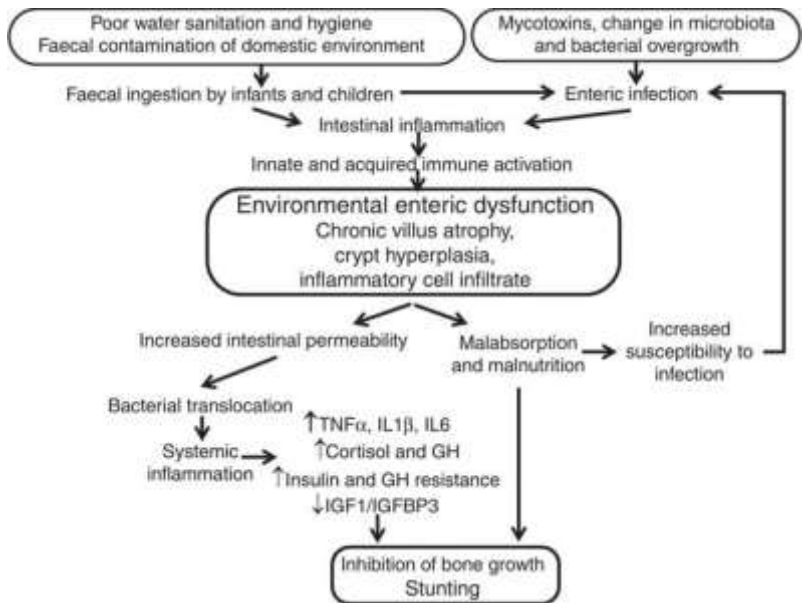 Poor water sanitation and hygiene
Faecal contamination of domestic environment
Mycotoxins, change in microbiota
and bacterial overgrowth
Faecal ingestion by infants and children
Enteric infection
Intestinal inflammation
Innate and acquired immune activation
Environmental enteric dysfunction
Chronic villus atrophy,
crypt hyperplasia,
inflammatory cell infiltrate
Increased intestinal permeability
Malabsorption
and malnutrition
Increased
susceptibility to
infection
Bacterial translocation
Systemic
inflammation
↑TNFα, IL1β, IL6
↑Cortisol and GH
↑Insulin and GH resistance
↓IGF1/IGFBP3
Inhibition of bone growth
Stunting